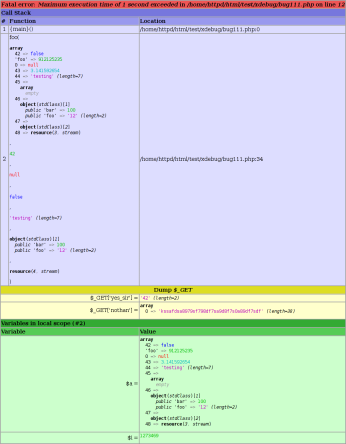 Fatal error: Maximum execution time of 1 second exceeded in /home/httpd/html/test/xdebug/bug111.php on line 12
Call Stack
# Function Location
1 {main}() /home/httpd/html/test/xdebug/bug111.php:0
2 /home/httpd/html/test/xdebug/bug111.php:34
foo(
array
42 => false
'foo' => 912125235
0 => null
43 => 3.141592654
44 => 'testing' (length=7)
45 =>
array
empty
46 =>
object(stdClass)[1]
public 'bar' => 100
public 'foo' => '12' (length=2)
47 =>
object(stdClass)[2]
48 => resource(3, stream)
,
42
,
null
,
false
,
'testing' (length=7)
,
object(stdClass)[2]
public 'bar' => 100
public 'foo' => '12' (length=2)
,
resource(4, stream)
)
Dump $_GET
$_GET['yes_sir'] = '42' (length=2)
$_GET['nothan'] =
array
Variables in local scope (#2)
Variable Value
$a =
array
42 => false
'foo' => 912125235
0 => null
43 => 3.141592654
44 => 'testing' (length=7)
45 =>
array
empty
46 =>
object(stdClass)[1]
public 'bar' => 100
public 'foo' => '12' (length=2)
47 =>
object(stdClass)[2]
48 => resource(3, stream)
$i =